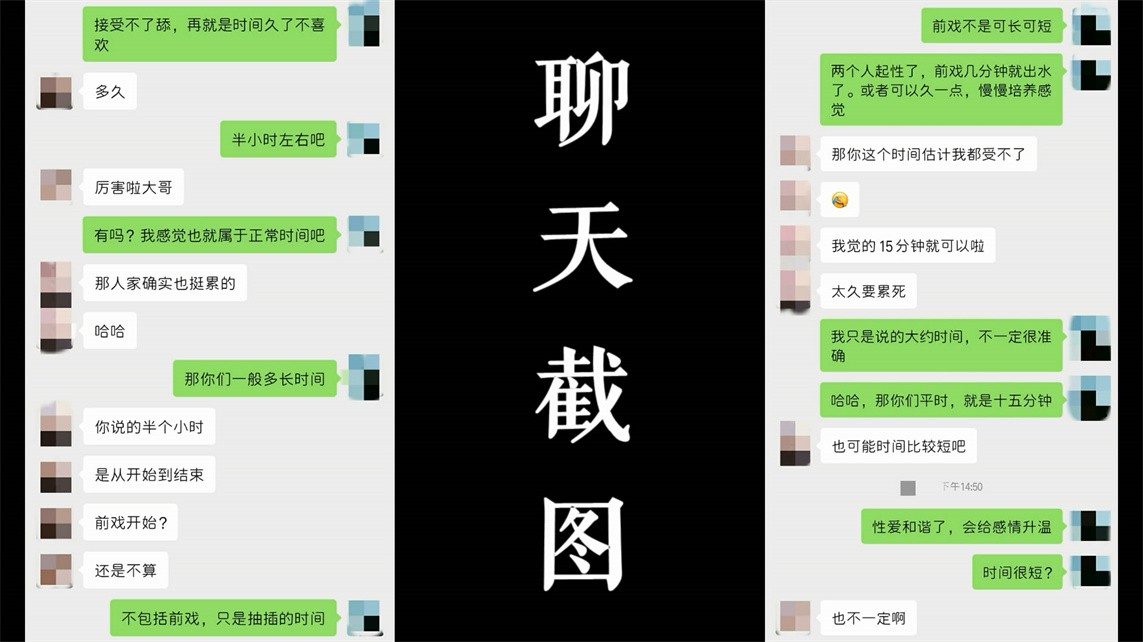 接受不了舔，再就是时间久了不喜
欢
多久
半小时左右吧
厉害啦大哥
有吗？我感觉也就属于正常时间吧
那人家确实也挺累的
哈哈
那你们一般多长时间
你说的半个小时
是从开始到结束
前戏开始？
还是不算
不包括前戏，只是抽插的时间
聊
天
截
图
前戏不是可长可短
两个人起性了，前戏几分钟就出水
了。或者可以久一点，慢慢培养感
觉
那你这个时间估计我都受不了
我觉的15分钟就可以啦
太久要累死
我只是说的大约时间，不一定很准
确
哈哈，那你们平时，就是十五分钟
也可能时间比较短吧
下午14:50
性爱和谐了，会给感情升温
时间很短？
也不一定啊